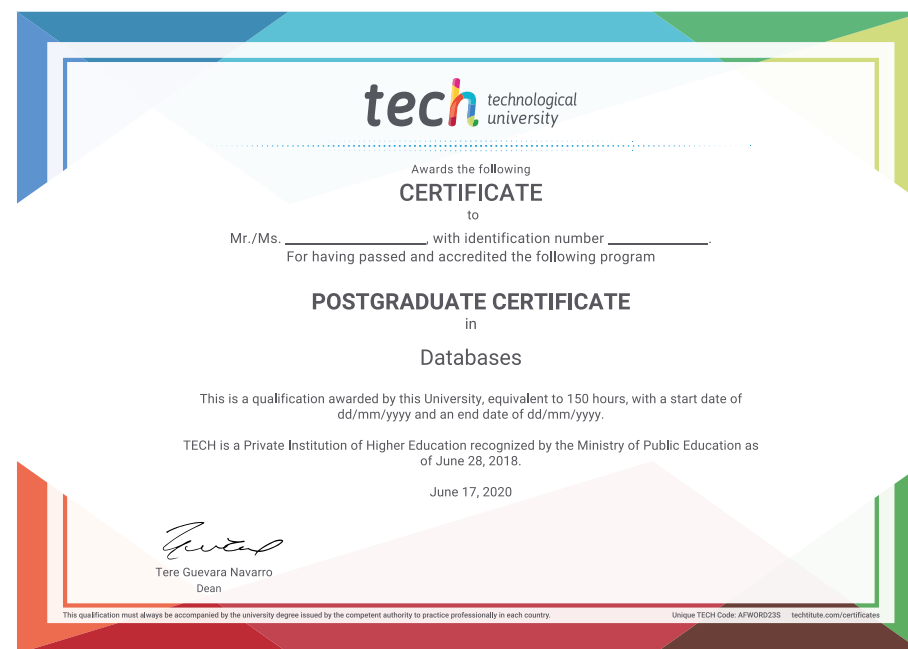 tech technological
university
Awards the following
CERTIFICATE
to
Mr./Ms. ____________________, with identification number ______________.
For having passed and accredited the following program
POSTGRADUATE CERTIFICATE
in
Databases
This is a qualification awarded by this University, equivalent to 150 hours, with a start date of
dd/mm/yyyy and an end date of dd/mm/yyyy.
TECH is a Private Institution of Higher Education recognized by the Ministry of Public Education as
of June 28, 2018.
June 17, 2020
Tere Guevara Navarro
Dean
This qualification must always be accompanied by the university degree issued by the competent authority to practice professionally in each country. Unique TECH Code: AFWORD23S techtitute.com/certificates